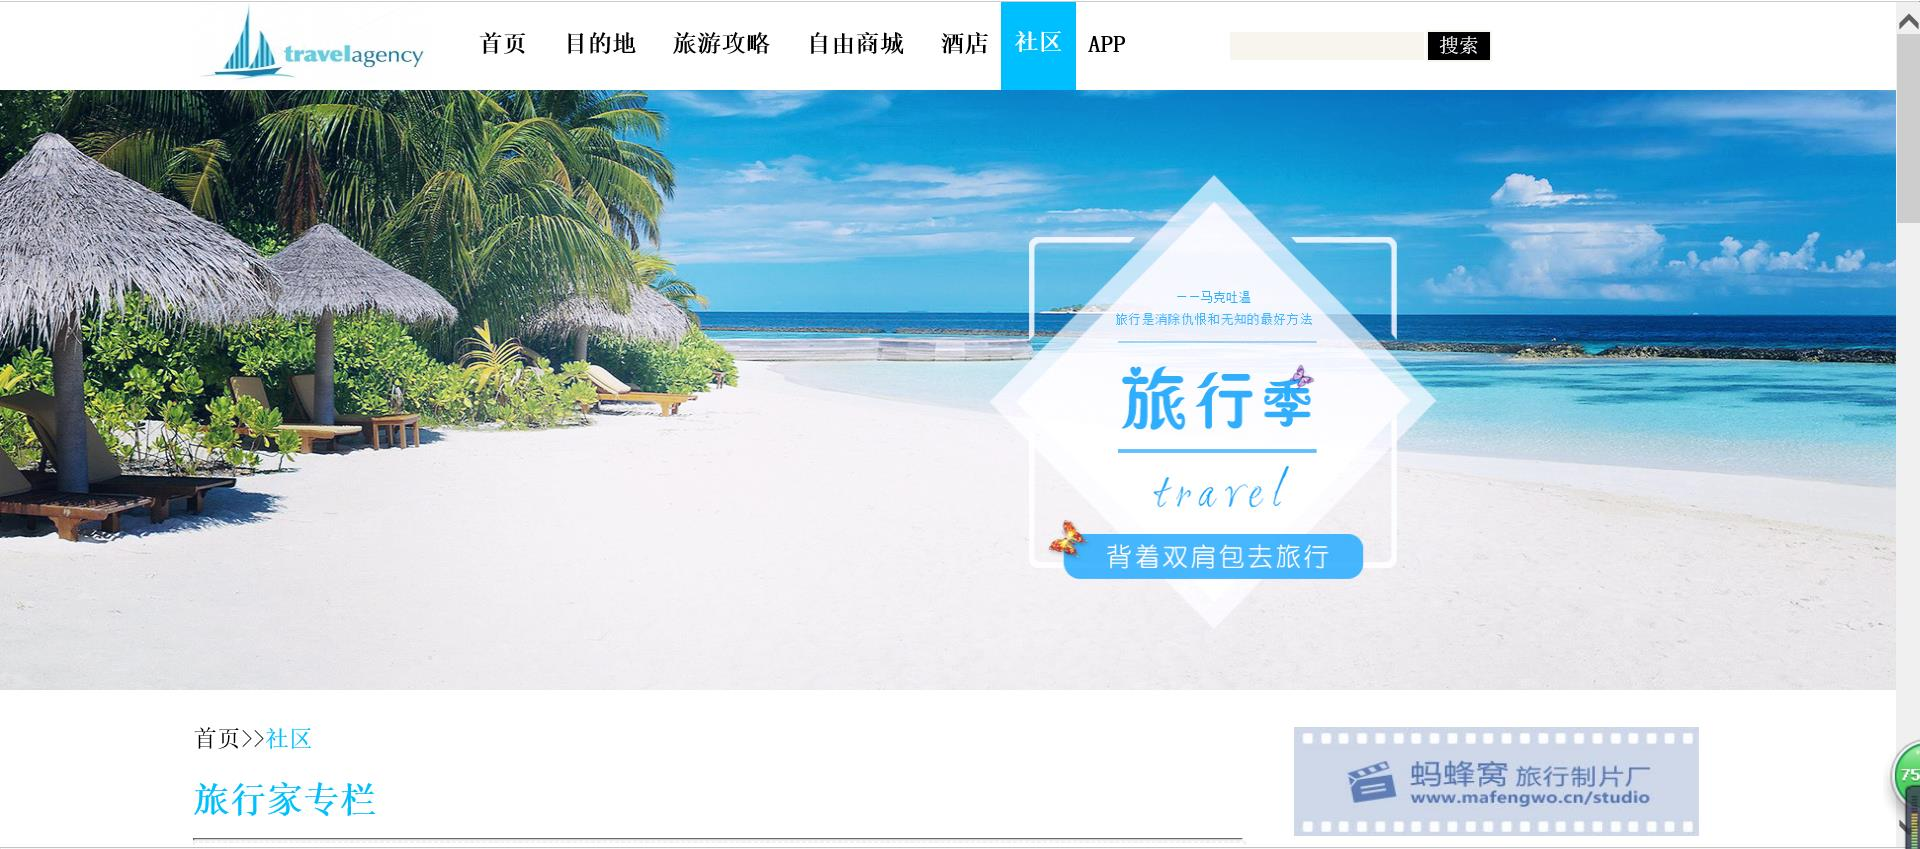 travelagency
首页 目的地 旅游攻略 自由商城 酒店 社区 APP
搜索
——马克吐温
旅行是消除仇恨和无知的最好方法
旅行季
travel
背着双肩包去旅行
首页>>社区
旅行家专栏
蚂蜂窝 旅行制片厂
www.mafengwo.cn/studio
75